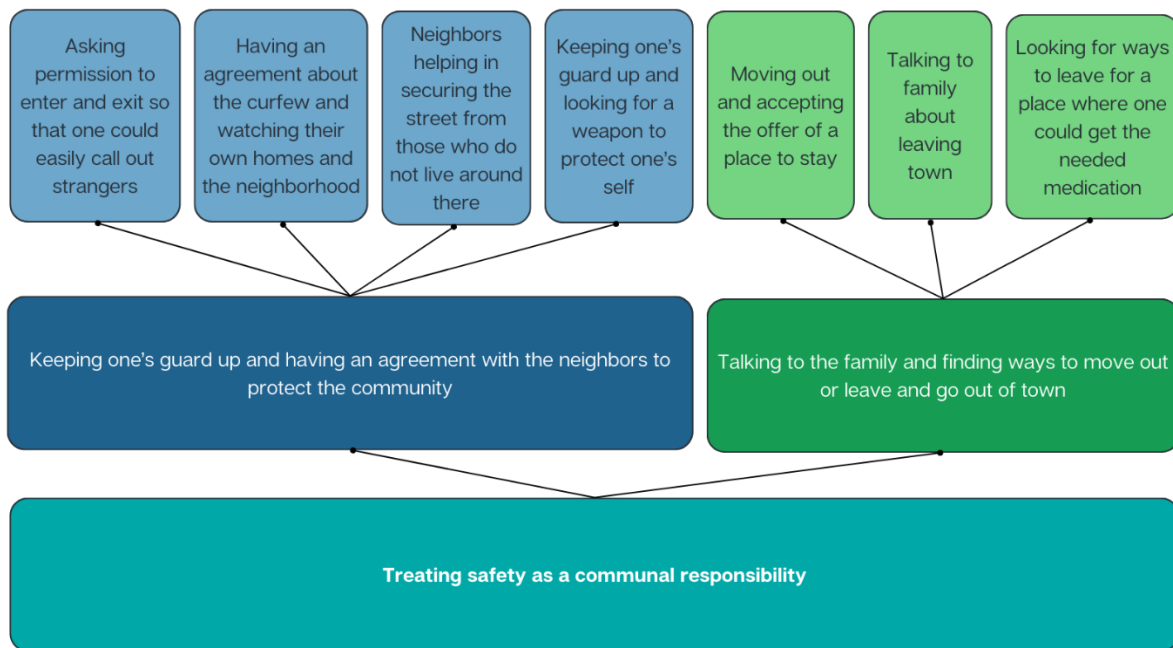 Asking
permission to
enter and exit so
that one could
easily call out
strangers
Having an
agreement about
the curfew and
watching their
own homes and
the neighborhood
Neighbors
helping in
securing the
street from
those who do
not live around
there
Keeping one's
guard up and
looking for a
weapon to
protect one's
self
Moving out
and accepting
the offer of a
place to stay
Talking to
family about
leaving
town
Looking for ways
to leave for a
place where one
could get the
needed
medication
Keeping one's guard up and having an agreement with the neighbors to
protect the community
Talking to the family and finding ways to move out
or leave and go out of town
Treating safety as a communal responsibility